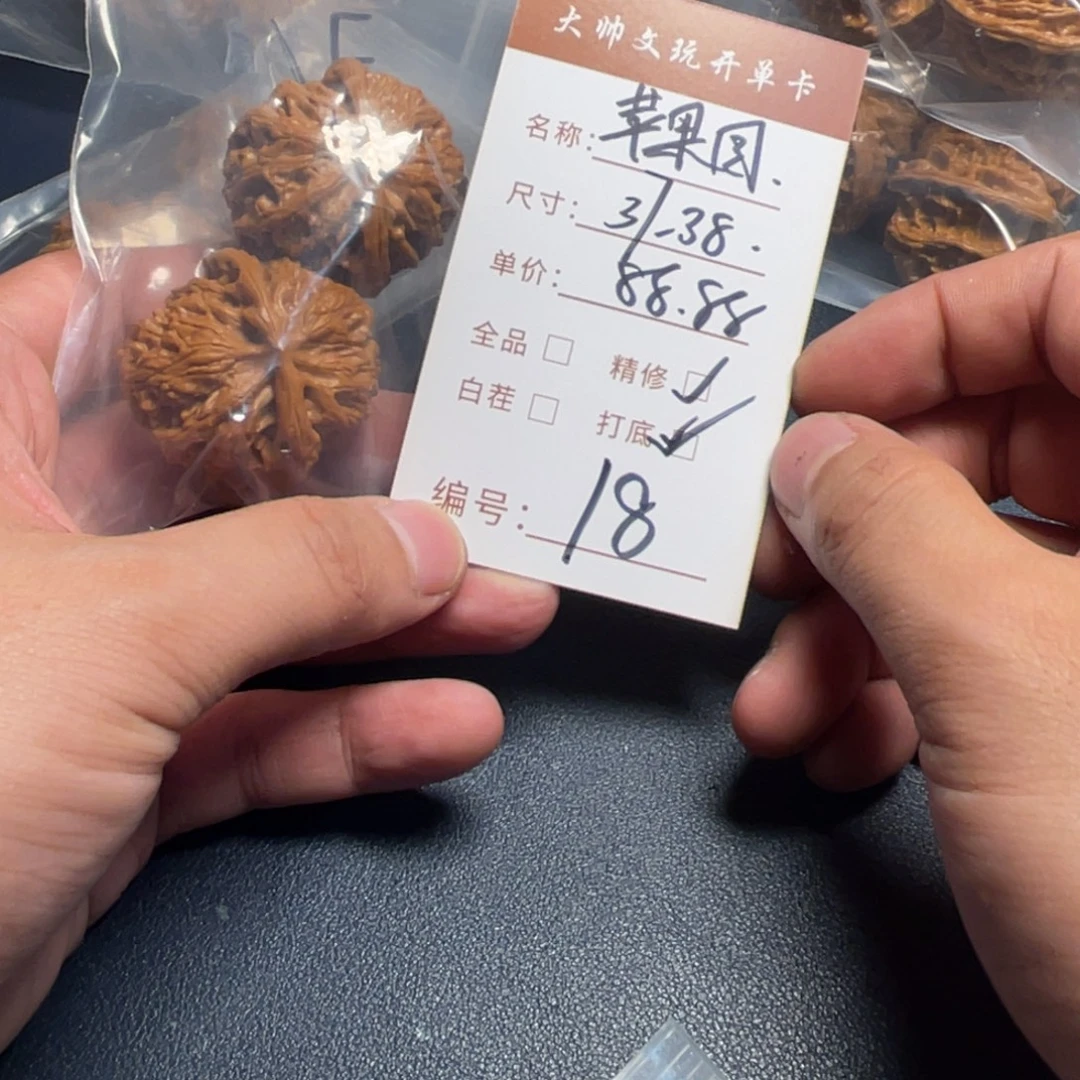 大帅文玩开单卡
名称：苹果园.
尺寸：37-38.
单价：88.88
全品 □ 精修 ✓
白茬 □ 打底 ✓
编号：18